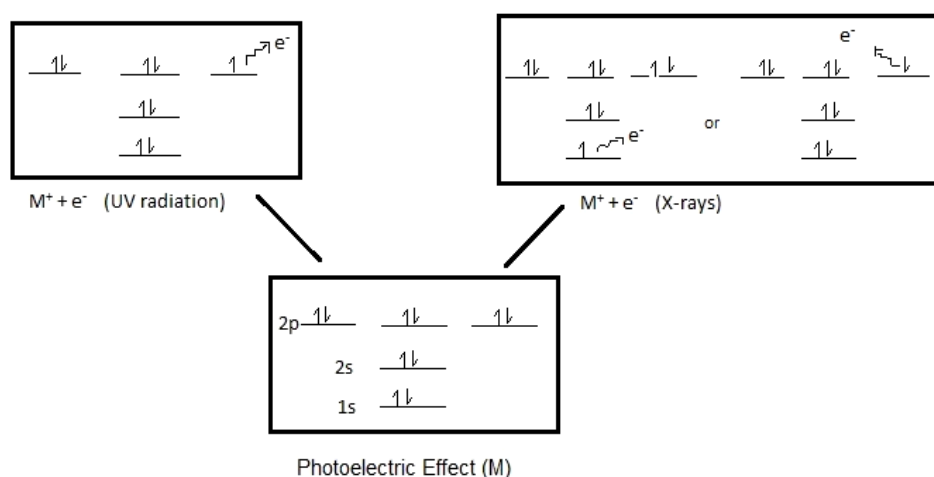 e-
e-
or
e-
M+ + e- (UV radiation)
M+ + e- (X-rays)
2p
2s
1s
Photoelectric Effect (M)